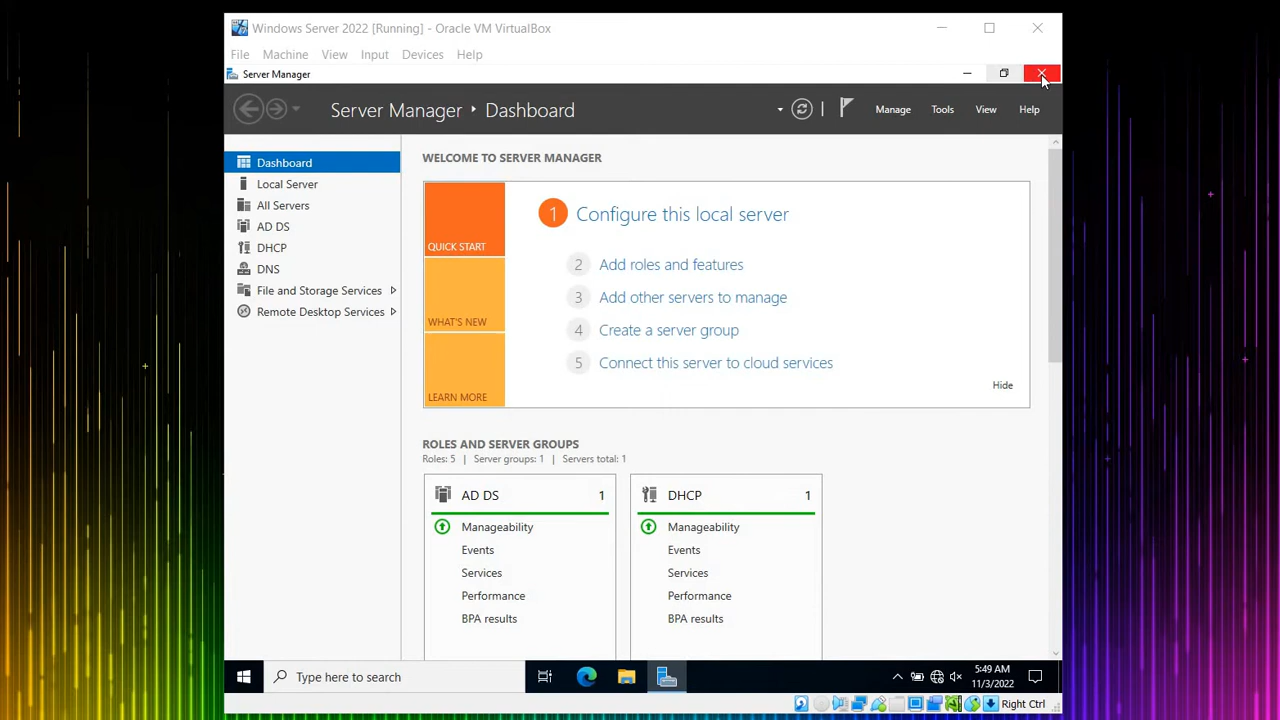 Windows Server 2022 [Running] - Oracle VM VirtualBox
File Machine View Input Devices Help
Server Manager
Server Manager ‣ Dashboard
Manage Tools View Help
Dashboard
Local Server
All Servers
AD DS
DHCP
DNS
File and Storage Services
Remote Desktop Services
WELCOME TO SERVER MANAGER
QUICK START
WHAT'S NEW
LEARN MORE
1 Configure this local server
2 Add roles and features
3 Add other servers to manage
4 Create a server group
5 Connect this server to cloud services
Hide
ROLES AND SERVER GROUPS
Roles: 5 | Server groups: 1 | Servers total: 1
AD DS 1
Manageability
Events
Services
Performance
BPA results
DHCP 1
Manageability
Events
Services
Performance
BPA results
Type here to search
5:49 AM
11/3/2022
Right Ctrl